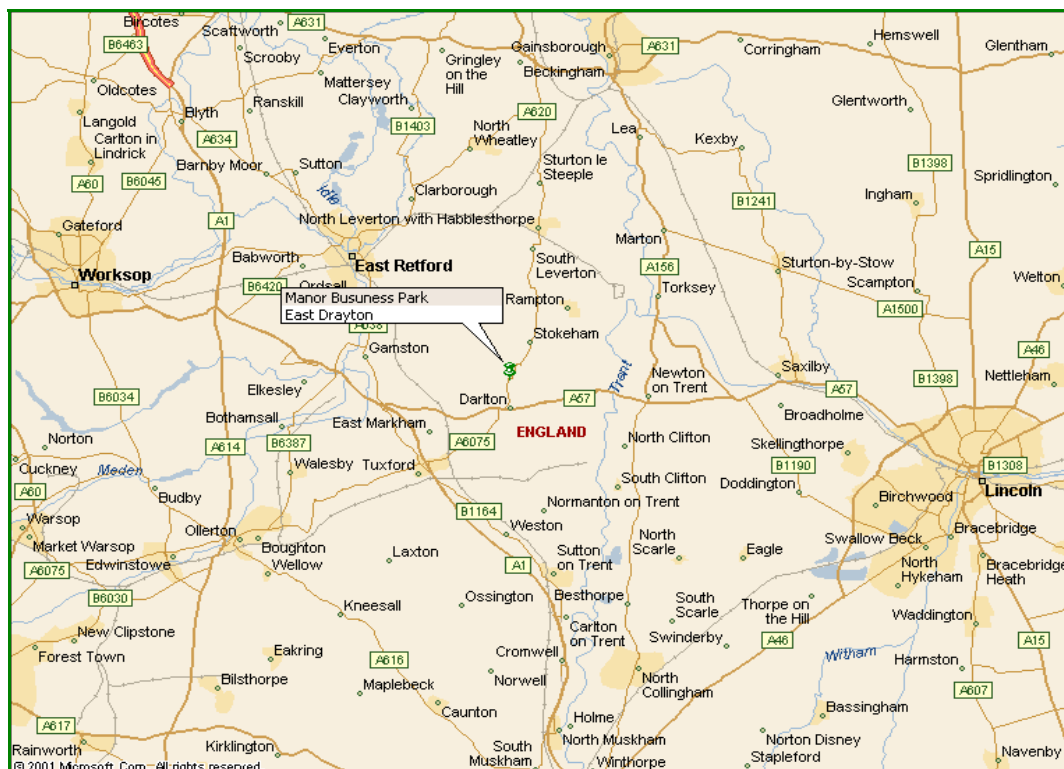 Bircotes
Scaftworth
A631
Everton
Gainsborough
A631
Corringham
Hemswell
Glentham
B6463
Scrooby
Gringley
on the
Hill
Beckingham
Oldcotes
Mattersey
Clayworth
Langold
Blyth
Ranskill
A620
Glentworth
Carlton in
Lindrick
A634
B1403
North
Wheatley
Lea
Kexby
B1398
Barnby Moor
Sutton
Sturton le
Steeple
Spridlington
A60
B6045
Idle
Clarborough
B1241
Ingham
Gateford
A1
North Leverton with Habblesthorpe
Marton
A15
Babworth
East Retford
South
Leverton
A156
Sturton-by-Stow
Worksop
B6420
Ordsall
Torksey
Scrampton
Welton
Manor Busuness Park
East Drayton
Rampton
A1500
A638
Stokeham
Gamston
Trent
A46
Elkesley
Newton
on Trent
Saxilby
B1398
Nettleham
B6034
Darlton
A57
A57
Bothamsall
East Markham
Broadholme
Norton
A614
B6387
A6075
ENGLAND
North Clifton
Skellingthorpe
Cuckney
Meden
Walesby
Tuxford
B1190
B1308
A60
Budby
South Clifton
Doddington
Lincoln
Warsop
Ollerton
B1164
Normanton on Trent
Birchwood
Market Warsop
Boughton
Weston
Bracebridge
Edwinstowe
Wellow
Laxton
A1
Sutton
on Trent
North
Scarle
Eagle
Swallow Beck
Bracebridge
Heath
A6075
North
Hykeham
B6030
Kneesall
Ossington
Besthorpe
South
Scarle
Thorpe on
the Hill
Waddington
New Clipstone
Carlton
on Trent
Swinderby
A46
A15
Forest Town
Eakring
A616
Cromwell
Witham
Harmston
Bilsthorpe
Maplebeck
Norwell
North
Collingham
A607
Caunton
Bassingham
A617
Holme
Rainworth
Kirklington
North Muskham
Norton Disney
Navenby
South
Muskham
Winthorpe
Stapleford
© 2001 Microsoft Corp. All rights reserved.